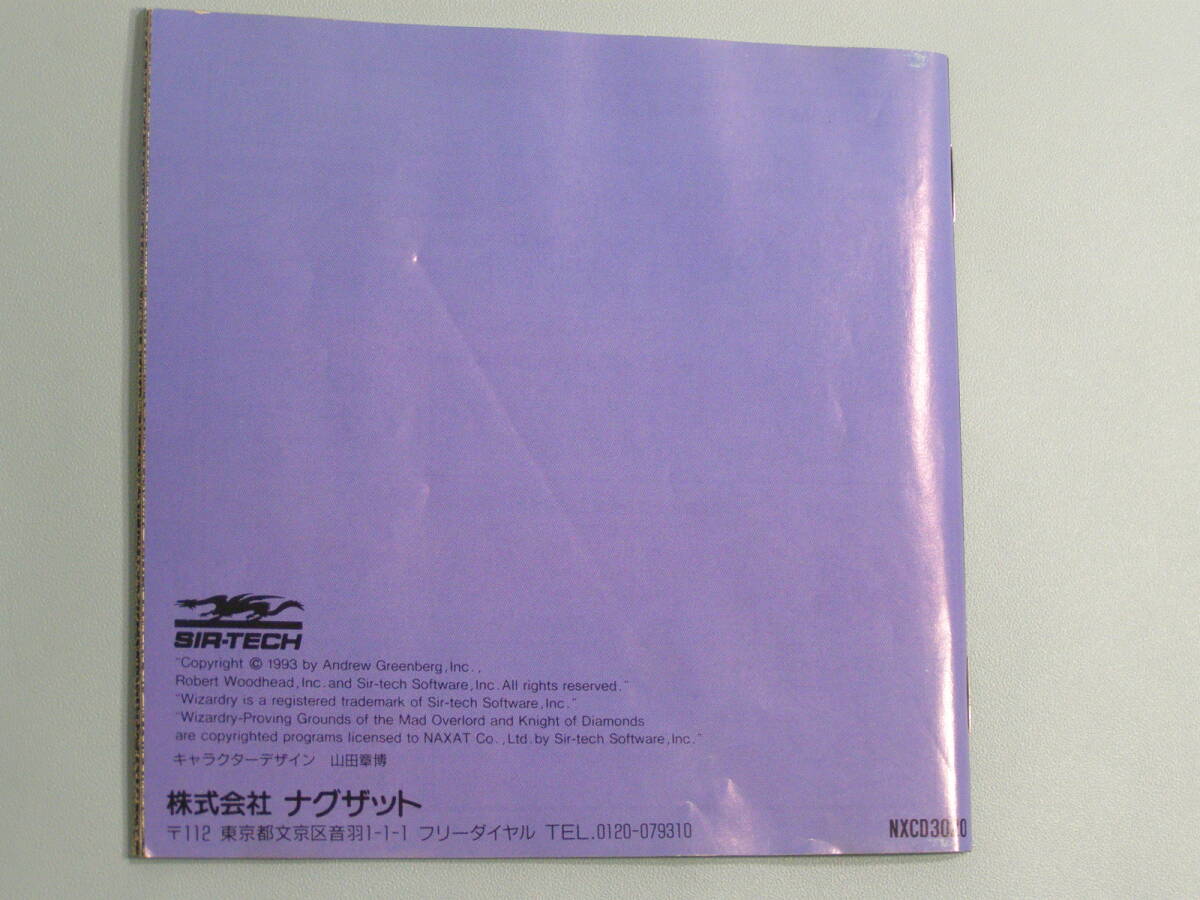 SIR-TECH
"Copyright © 1993 by Andrew Greenberg, Inc.,
Robert Woodhead, Inc. and Sir-tech Software, Inc. All rights reserved."
"Wizardry is a registered trademark of Sir-tech Software, Inc."
"Wizardry-Proving Grounds of the Mad Overlord and Knight of Diamonds
are copyrighted programs licensed to NAXAT Co., Ltd. by Sir-tech Software, Inc."
キャラクターデザイン 山田章博
株式会社 ナグザット
〒112 東京都文京区音羽1-1-1 フリーダイヤル TEL.0120-079310